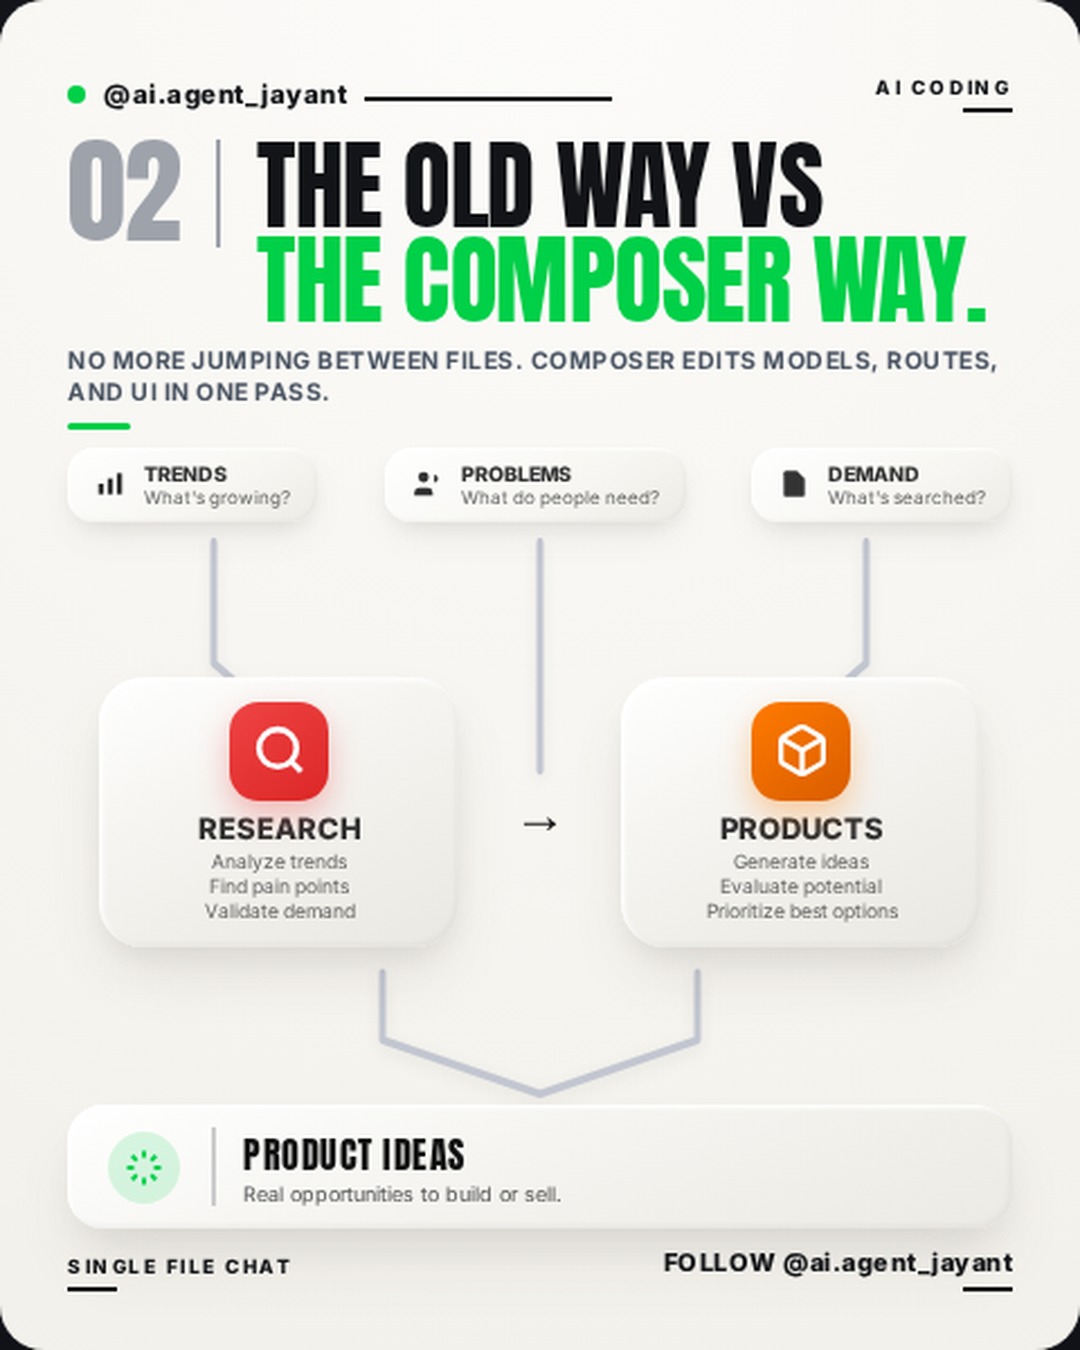 @ai.agent_jayant
AI CODING
02
THE OLD WAY VS
THE COMPOSER WAY.
NO MORE JUMPING BETWEEN FILES. COMPOSER EDITS MODELS, ROUTES,
AND UI IN ONE PASS.
TRENDS
What's growing?
PROBLEMS
What do people need?
DEMAND
What's searched?
RESEARCH
Analyze trends
Find pain points
Validate demand
→
PRODUCTS
Generate ideas
Evaluate potential
Prioritize best options
PRODUCT IDEAS
Real opportunities to build or sell.
SINGLE FILE CHAT
FOLLOW @ai.agent_jayant